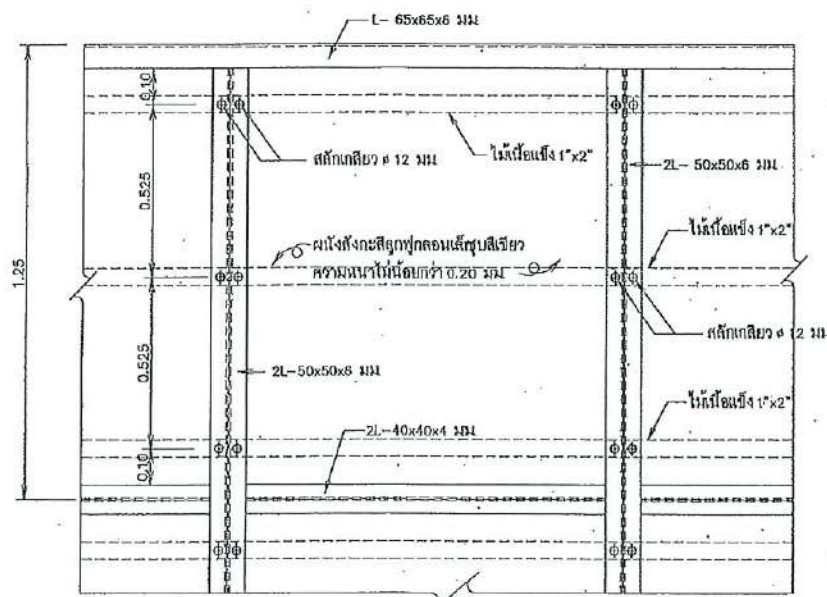 L- 65x65x6 มม
0.10
สลักเกลียว ø 12 มม
ไม้เนื้อแข็ง 1"x2"
2L- 50x50x6 มม
0.525
ผนังสังกะสีลูกฟูกลอนเล็กชุบสีเขียว
ความหนาไม่น้อยกว่า 0.20 มม
ไม้เนื้อแข็ง 1"x2"
1.25
สลักเกลียว ø 12 มม
0.525
2L-50x50x6 มม
ไม้เนื้อแข็ง 1"x2"
2L-40x40x4 มม
0.10